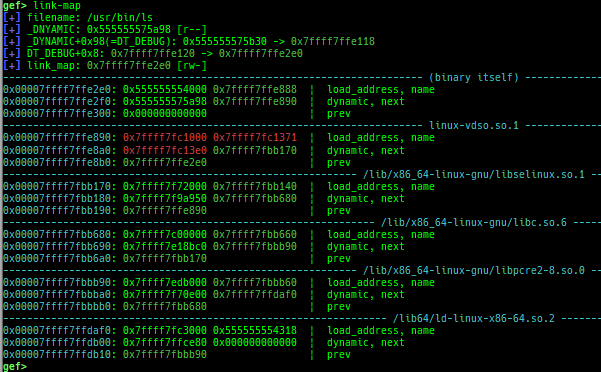 gef> link-map
[+] filename: /usr/bin/ls
[+] _DNYAMIC: 0x555555575a98 [r--]
[+] _DYNAMIC+0x98(=DT_DEBUG): 0x555555575b30 -> 0x7ffff7ffe118
[+] DT_DEBUG+0x8: 0x7ffff7ffe120 -> 0x7ffff7ffe2e0
[+] link_map: 0x7ffff7ffe2e0 [rw-]
(binary itself)
0x00007ffff7ffe2e0: 0x555555554000 0x7ffff7ffe888 | load_address, name
0x00007ffff7ffe2f0: 0x555555575a98 0x7ffff7ffe890 | dynamic, next
0x00007ffff7ffe300: 0x000000000000 | prev
linux-vdso.so.1
0x00007ffff7ffe890: 0x7ffff7fc1000 0x7ffff7fc1371 | load_address, name
0x00007ffff7ffe8a0: 0x7ffff7fc13e0 0x7ffff7fbb170 | dynamic, next
0x00007ffff7ffe8b0: 0x7ffff7ffe2e0 | prev
/lib/x86_64-linux-gnu/libselinux.so.1
0x00007ffff7fbb170: 0x7ffff7f72000 0x7ffff7fbb140 | load_address, name
0x00007ffff7fbb180: 0x7ffff7f9a950 0x7ffff7fbb680 | dynamic, next
0x00007ffff7fbb190: 0x7ffff7ffe890 | prev
/lib/x86_64-linux-gnu/libc.so.6
0x00007ffff7fbb680: 0x7ffff7c00000 0x7ffff7fbb660 | load_address, name
0x00007ffff7fbb690: 0x7ffff7e18bc0 0x7ffff7fbbb90 | dynamic, next
0x00007ffff7fbb6a0: 0x7ffff7fbb170 | prev
/lib/x86_64-linux-gnu/libpcre2-8.so.0
0x00007ffff7fbbb90: 0x7ffff7edb000 0x7ffff7fbbb60 | load_address, name
0x00007ffff7fbbba0: 0x7ffff7f70e00 0x7ffff7ffdaf0 | dynamic, next
0x00007ffff7fbbbb0: 0x7ffff7fbb680 | prev
/lib64/ld-linux-x86-64.so.2
0x00007ffff7ffdaf0: 0x7ffff7fc3000 0x555555554318 | load_address, name
0x00007ffff7ffdb00: 0x7ffff7ffce80 0x000000000000 | dynamic, next
0x00007ffff7ffdb10: 0x7ffff7fbbb90 | prev
gef>